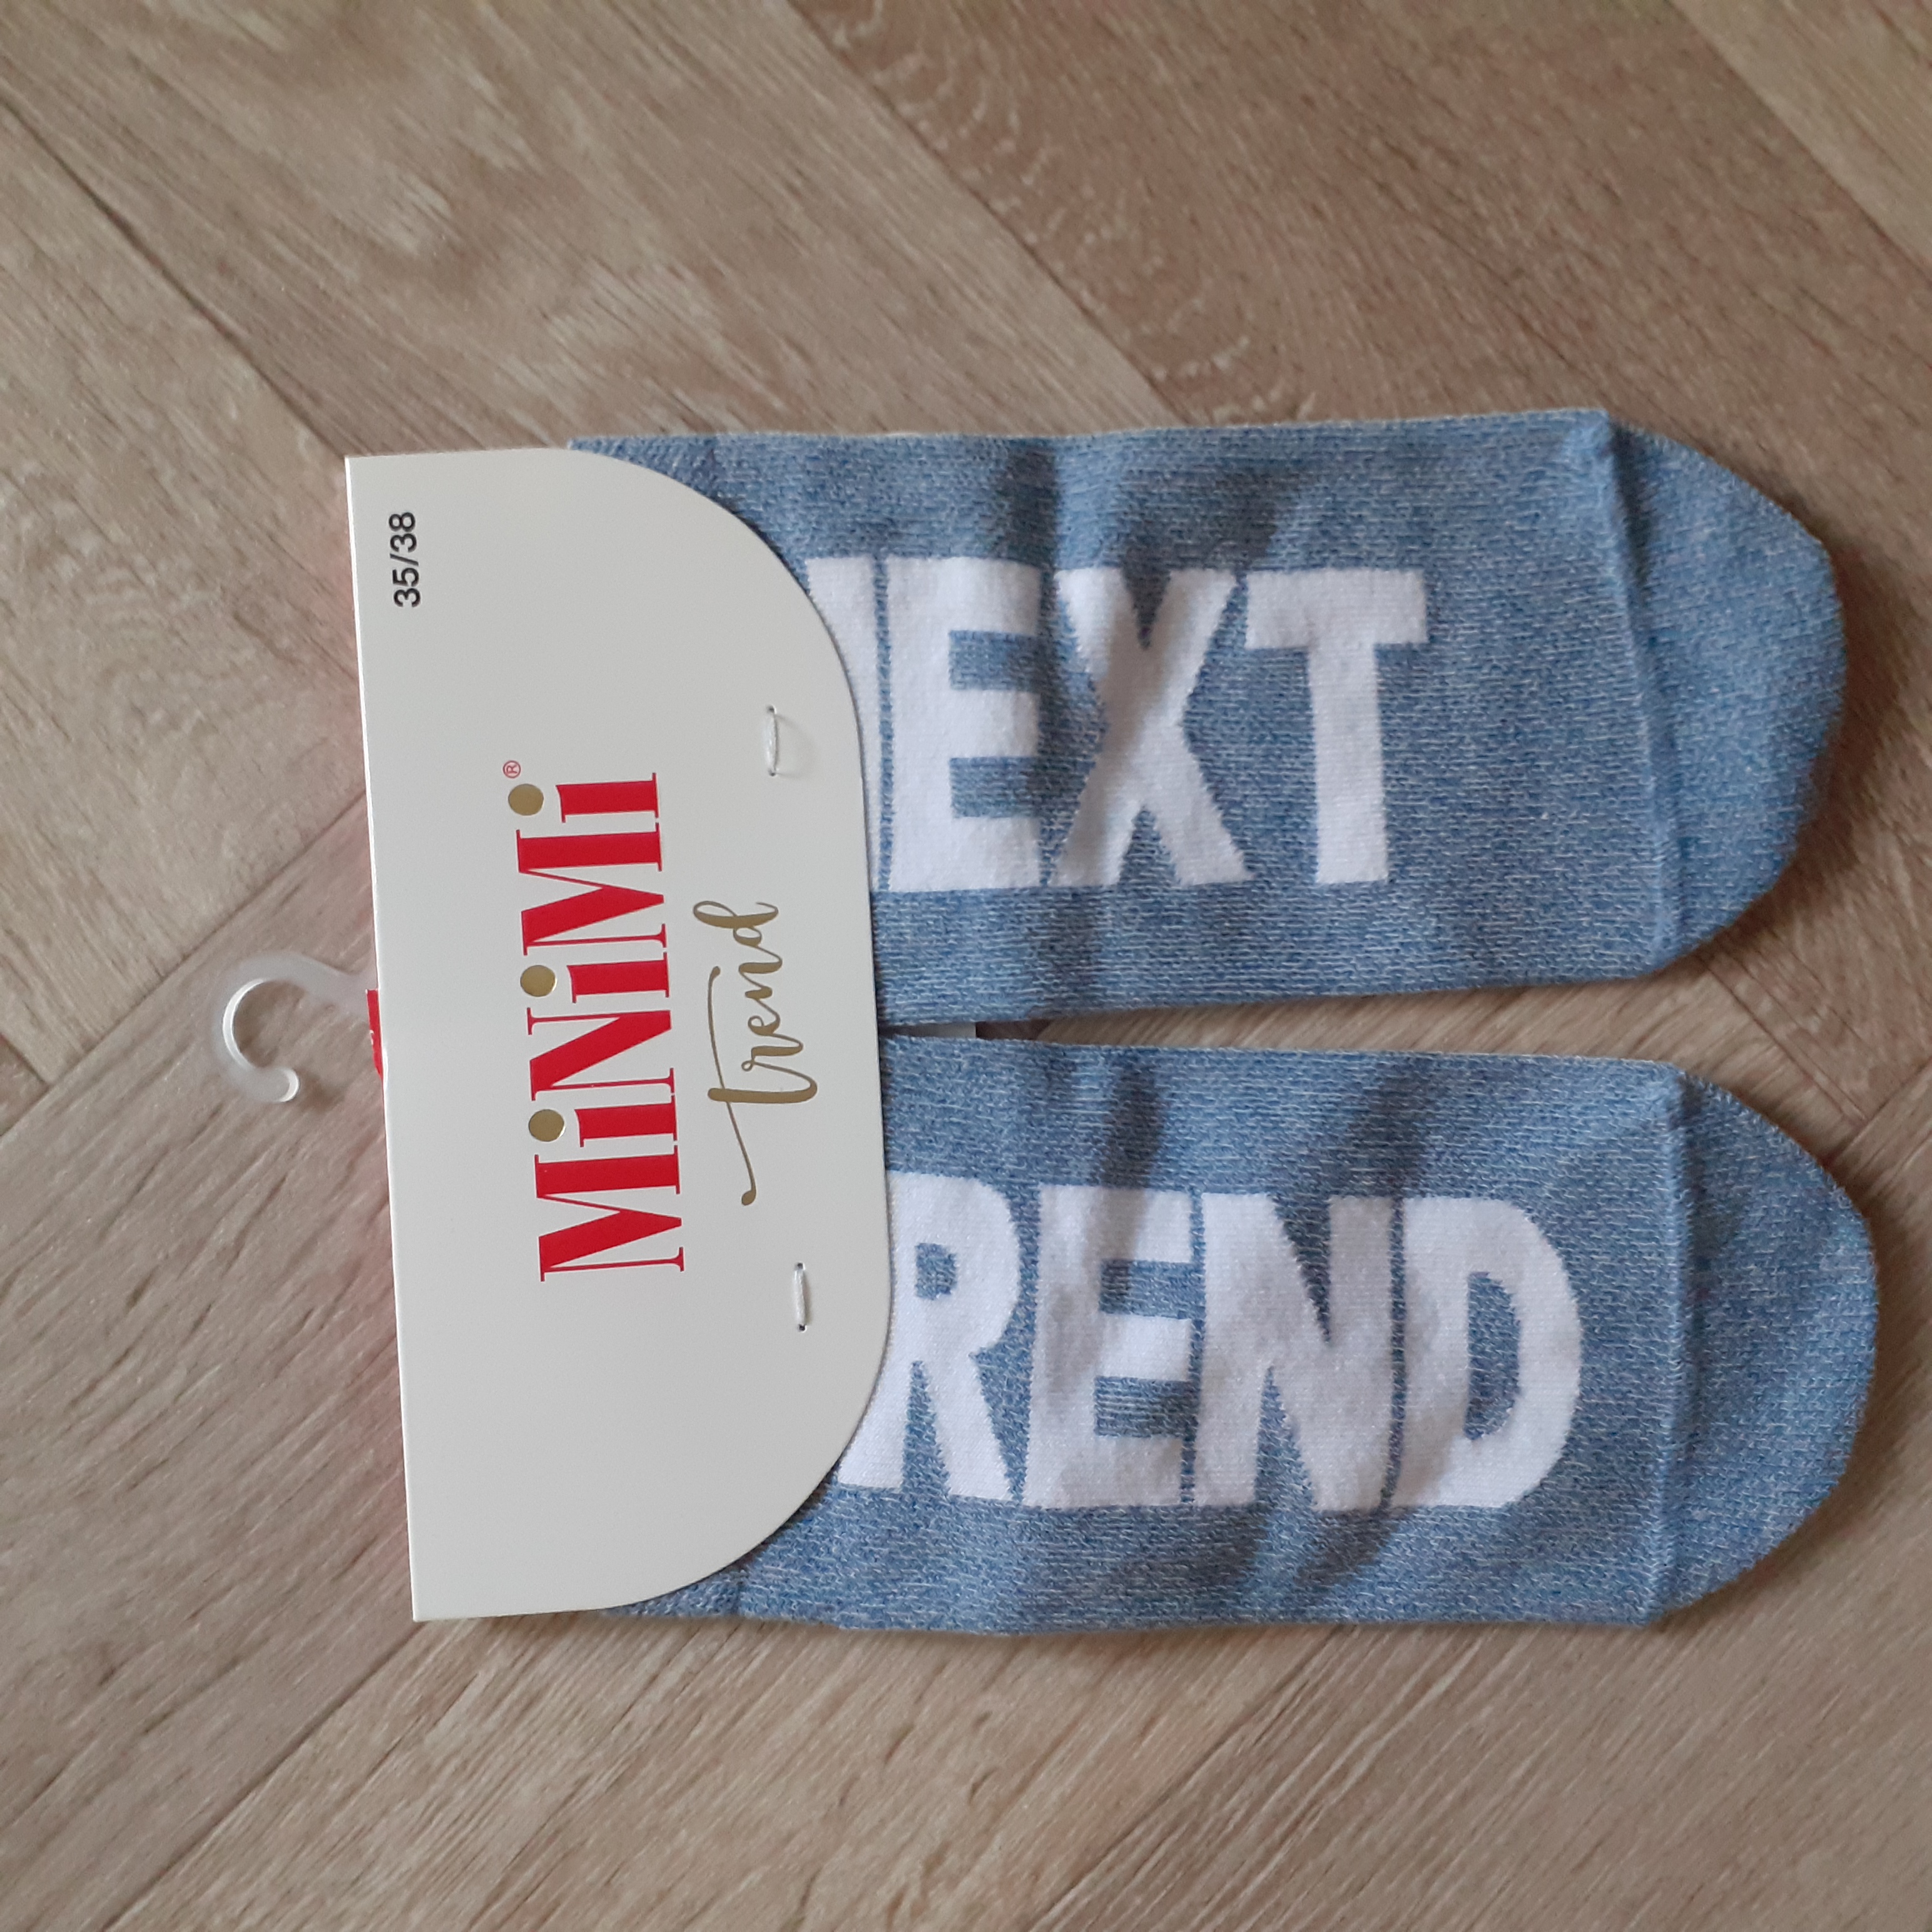 35/38
MiNiMi®
trend
EXT
REND